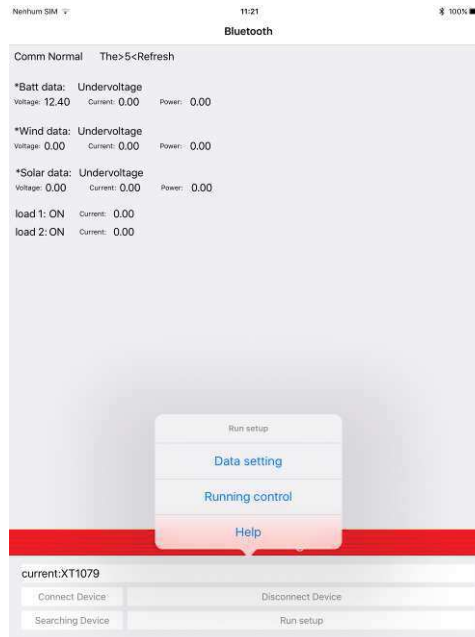 Nenhum SIM 11:21 100%
Bluetooth
Comm Normal The>5<Refresh
*Batt data: Undervoltage
Voltage: 12.40 Current: 0.00 Power: 0.00
*Wind data: Undervoltage
Voltage: 0.00 Current: 0.00 Power: 0.00
*Solar data: Undervoltage
Voltage: 0.00 Current: 0.00 Power: 0.00
load 1: ON Current: 0.00
load 2: ON Current: 0.00
Run setup
Data setting
Running control
Help
current:XT1079
Connect Device Disconnect Device
Searching Device Run setup